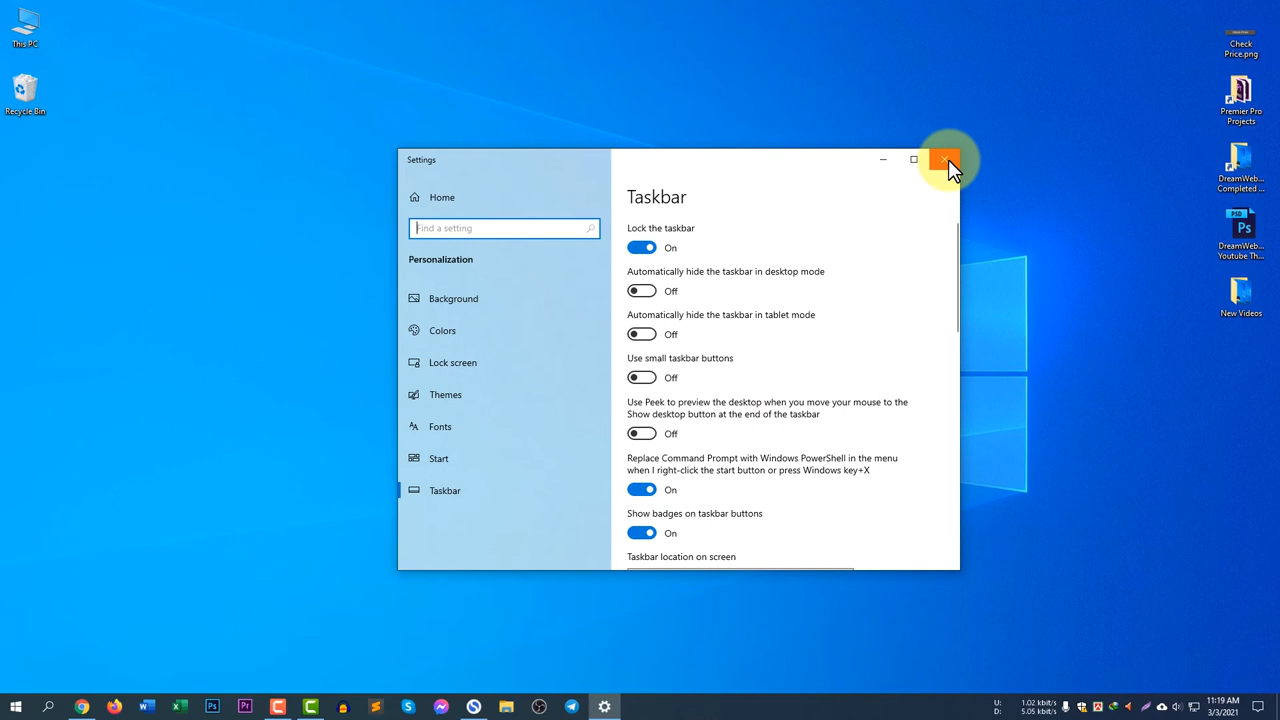 This PC
Recycle Bin
Check
Price.png
Premier Pro
Projects
DreamWeb...
Completed ...
PSD
Ps
DreamWeb...
Youtube Th...
New Videos
Settings
Home
Find a setting
Personalization
Background
Colors
Lock screen
Themes
Fonts
Start
Taskbar
Taskbar
Lock the taskbar
On
Automatically hide the taskbar in desktop mode
Off
Automatically hide the taskbar in tablet mode
Off
Use small taskbar buttons
Off
Use Peek to preview the desktop when you move your mouse to the
Show desktop button at the end of the taskbar
Off
Replace Command Prompt with Windows PowerShell in the menu
when I right-click the start button or press Windows key+X
On
Show badges on taskbar buttons
On
Taskbar location on screen
Ps
Pr
U: 1.02 kbit/s
D: 5.05 kbit/s
11:19 AM
3/3/2021